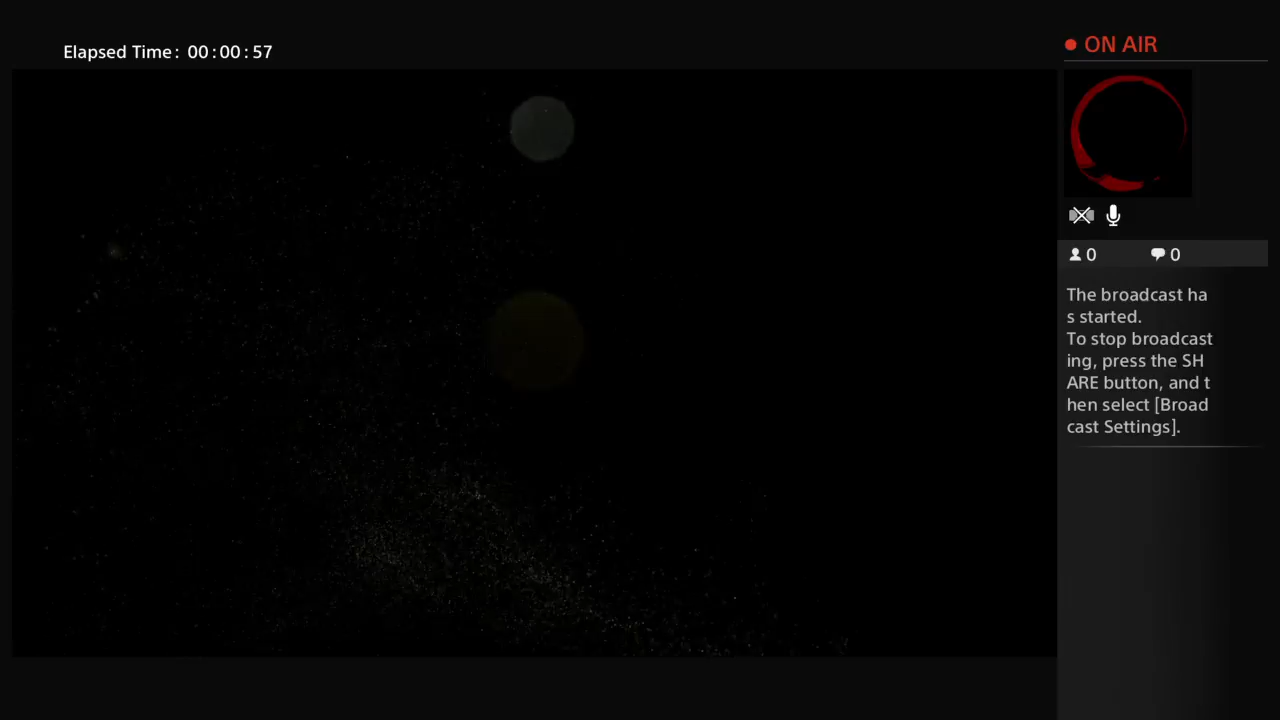 Elapsed Time: 00:00:57
ON AIR
0 0
The broadcast ha
s started.
To stop broadcast
ing, press the SH
ARE button, and t
hen select [Broad
cast Settings].